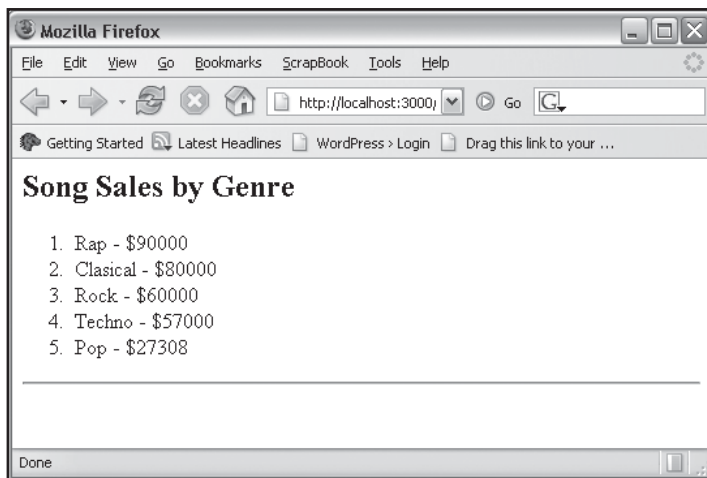 Mozilla Firefox
File Edit View Go Bookmarks ScrapBook Tools Help
http://localhost:3000/ Go G
Getting Started Latest Headlines WordPress › Login Drag this link to your ...
Song Sales by Genre
1. Rap - $90000
2. Clasical - $80000
3. Rock - $60000
4. Techno - $57000
5. Pop - $27308
Done